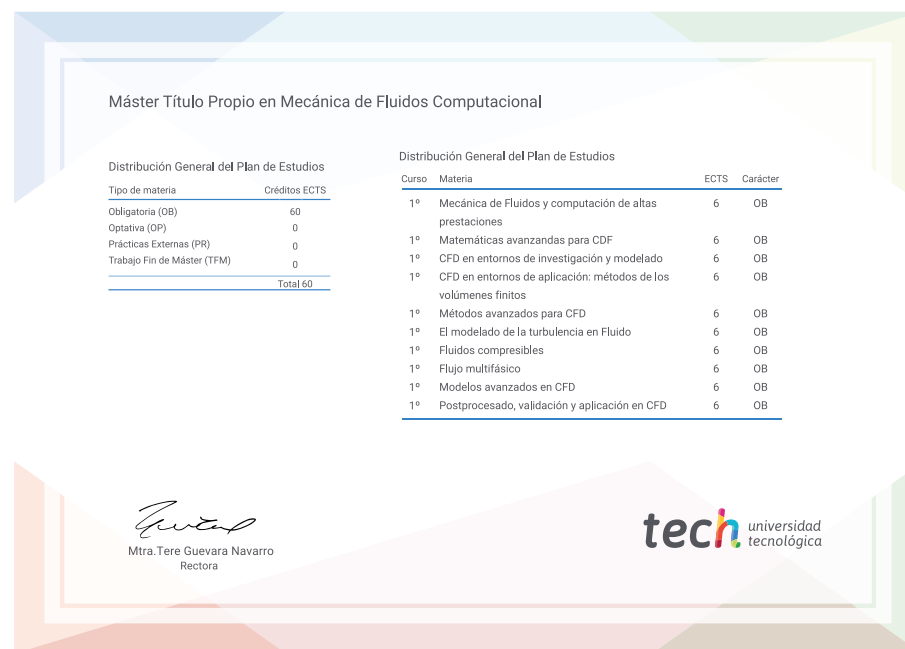 Máster Título Propio en Mecánica de Fluidos Computacional
Distribución General del Plan de Estudios
Tipo de materia Créditos ECTS
Obligatoria (OB) 60
Optativa (OP) 0
Prácticas Externas (PR) 0
Trabajo Fin de Máster (TFM) 0
Total 60
Distribución General del Plan de Estudios
Curso Materia ECTS Carácter
1º Mecánica de Fluidos y computación de altas 6 OB
prestaciones
1º Matemáticas avanzandas para CDF 6 OB
1º CFD en entornos de investigación y modelado 6 OB
1º CFD en entornos de aplicación: métodos de los 6 OB
volúmenes finitos
1º Métodos avanzados para CFD 6 OB
1º El modelado de la turbulencia en Fluido 6 OB
1º Fluidos compresibles 6 OB
1º Flujo multifásico 6 OB
1º Modelos avanzados en CFD 6 OB
1º Postprocesado, validación y aplicación en CFD 6 OB
Mtra.Tere Guevara Navarro
Rectora
tech universidad
tecnológica